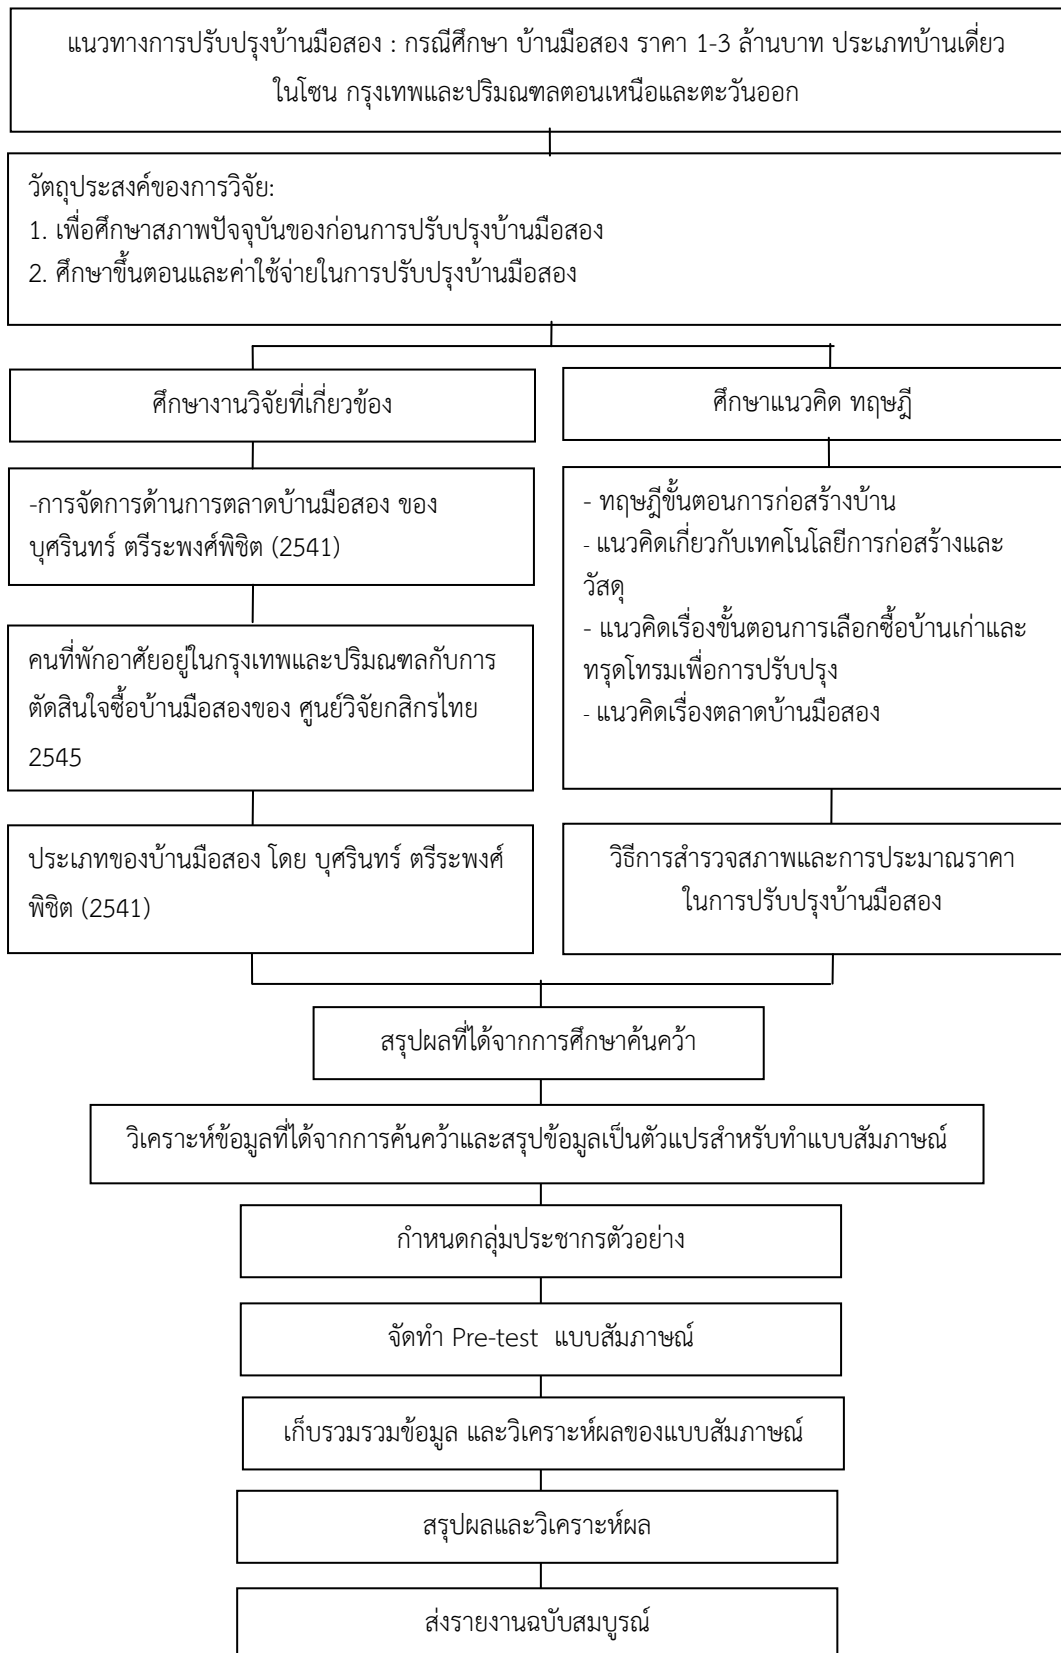 แนวทางการปรับปรุงบ้านมือสอง : กรณีศึกษา บ้านมือสอง ราคา 1-3 ล้านบาท ประเภทบ้านเดี่ยว
ในโซน กรุงเทพและปริมณฑลตอนเหนือและตะวันออก
วัตถุประสงค์ของการวิจัย:
1. เพื่อศึกษาสภาพปัจจุบันของก่อนการปรับปรุงบ้านมือสอง
2. ศึกษาขึ้นตอนและค่าใช้จ่ายในการปรับปรุงบ้านมือสอง
ศึกษางานวิจัยที่เกี่ยวข้อง
-การจัดการด้านการตลาดบ้านมือสอง ของ
บุศรินทร์ ตรีระพงศ์พิชิต (2541)
คนที่พักอาศัยอยู่ในกรุงเทพและปริมณฑลกับการ
ตัดสินใจซื้อบ้านมือสองของ ศูนย์วิจัยกสิกรไทย
2545
ประเภทของบ้านมือสอง โดย บุศรินทร์ ตรีระพงศ์
พิชิต (2541)
ศึกษาแนวคิด ทฤษฎี
- ทฤษฎีขั้นตอนการก่อสร้างบ้าน
- แนวคิดเกี่ยวกับเทคโนโลยีการก่อสร้างและ
วัสดุ
- แนวคิดเรื่องขั้นตอนการเลือกซื้อบ้านเก่าและ
ทรุดโทรมเพื่อการปรับปรุง
- แนวคิดเรื่องตลาดบ้านมือสอง
วิธีการสำรวจสภาพและการประมาณราคา
ในการปรับปรุงบ้านมือสอง
สรุปผลที่ได้จากการศึกษาค้นคว้า
วิเคราะห์ข้อมูลที่ได้จากการค้นคว้าและสรุปข้อมูลเป็นตัวแปรสำหรับทำแบบสัมภาษณ์
กำหนดกลุ่มประชากรตัวอย่าง
จัดทำ Pre-test แบบสัมภาษณ์
เก็บรวมรวมข้อมูล และวิเคราะห์ผลของแบบสัมภาษณ์
สรุปผลและวิเคราะห์ผล
ส่งรายงานฉบับสมบูรณ์